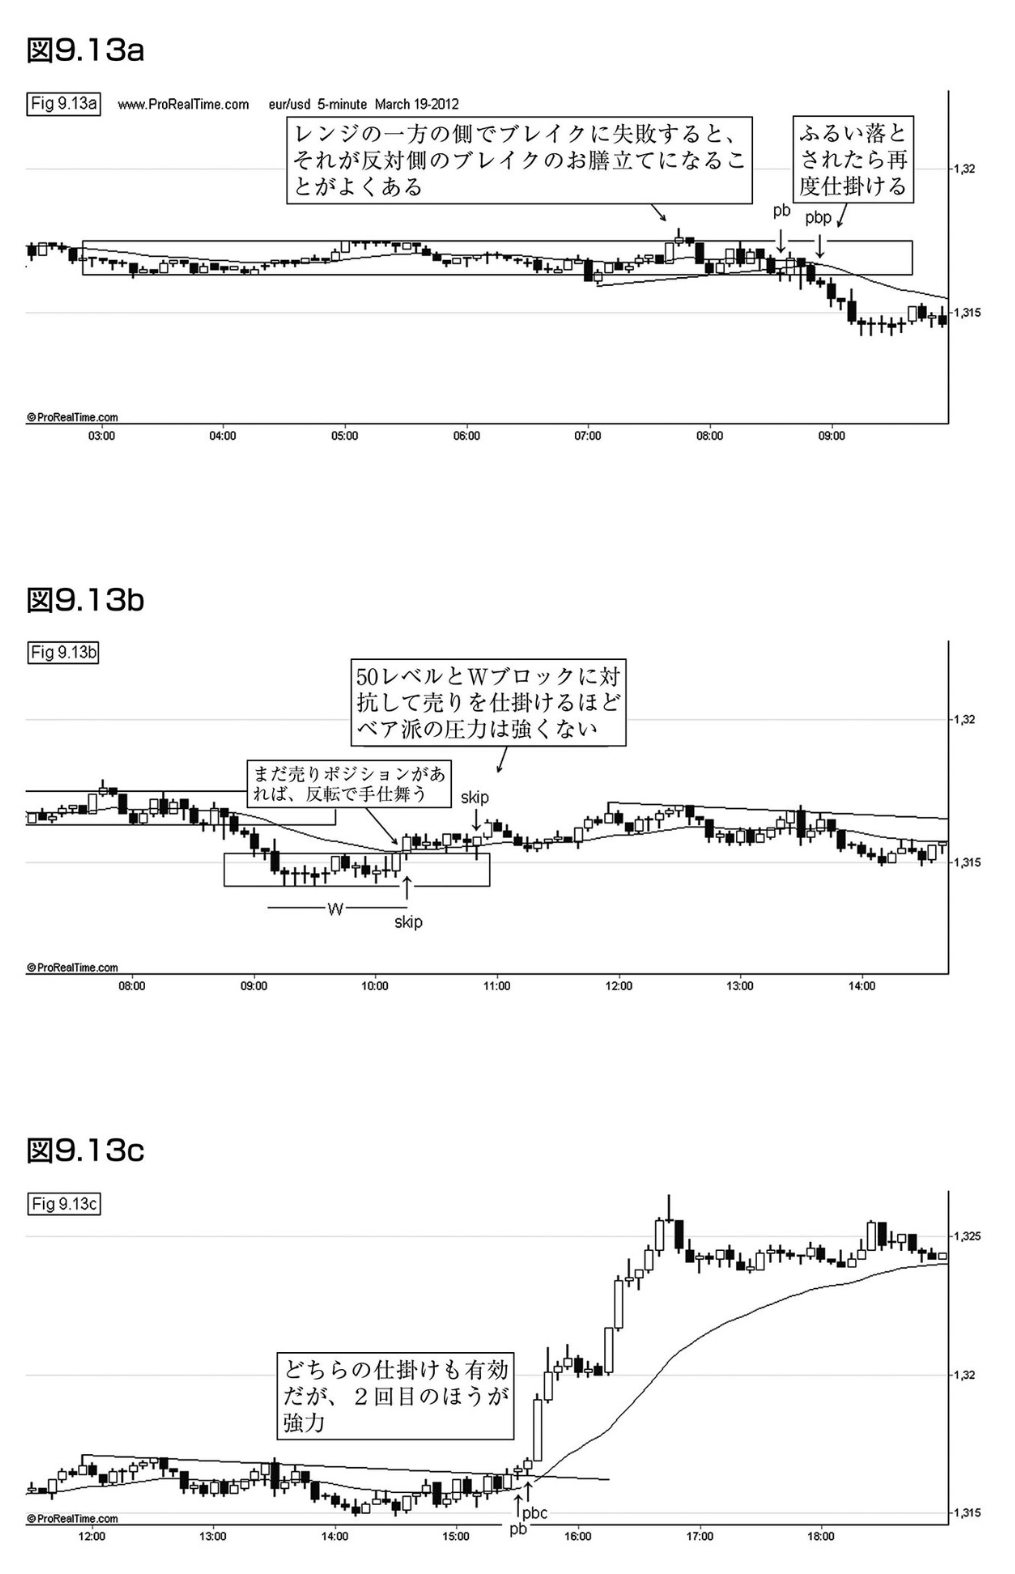 図9.13a
Fig 9.13a www.ProRealTime.com eur/usd 5-minute March 19-2012
レンジの一方の側でブレイクに失敗すると、
それが反対側のブレイクのお膳立てになるこ
とがよくある
ふるい落と
されたら再
度仕掛ける
pb
pbp
1,32
1,315
©ProRealTime.com
03:00 04:00 05:00 06:00 07:00 08:00 09:00
図9.13b
Fig 9.13b
50レベルとWブロックに対
抗して売りを仕掛けるほど
ベア派の圧力は強くない
1,32
まだ売りポジションがあ
れば、反転で手仕舞う
skip
1,315
W
skip
©ProRealTime.com
08:00 09:00 10:00 11:00 12:00 13:00 14:00
図9.13c
Fig 9.13c
1,325
どちらの仕掛けも有効
だが、２回目のほうが
強力
1,32
1,315
pbc
pb
©ProRealTime.com
12:00 13:00 14:00 15:00 16:00 17:00 18:00